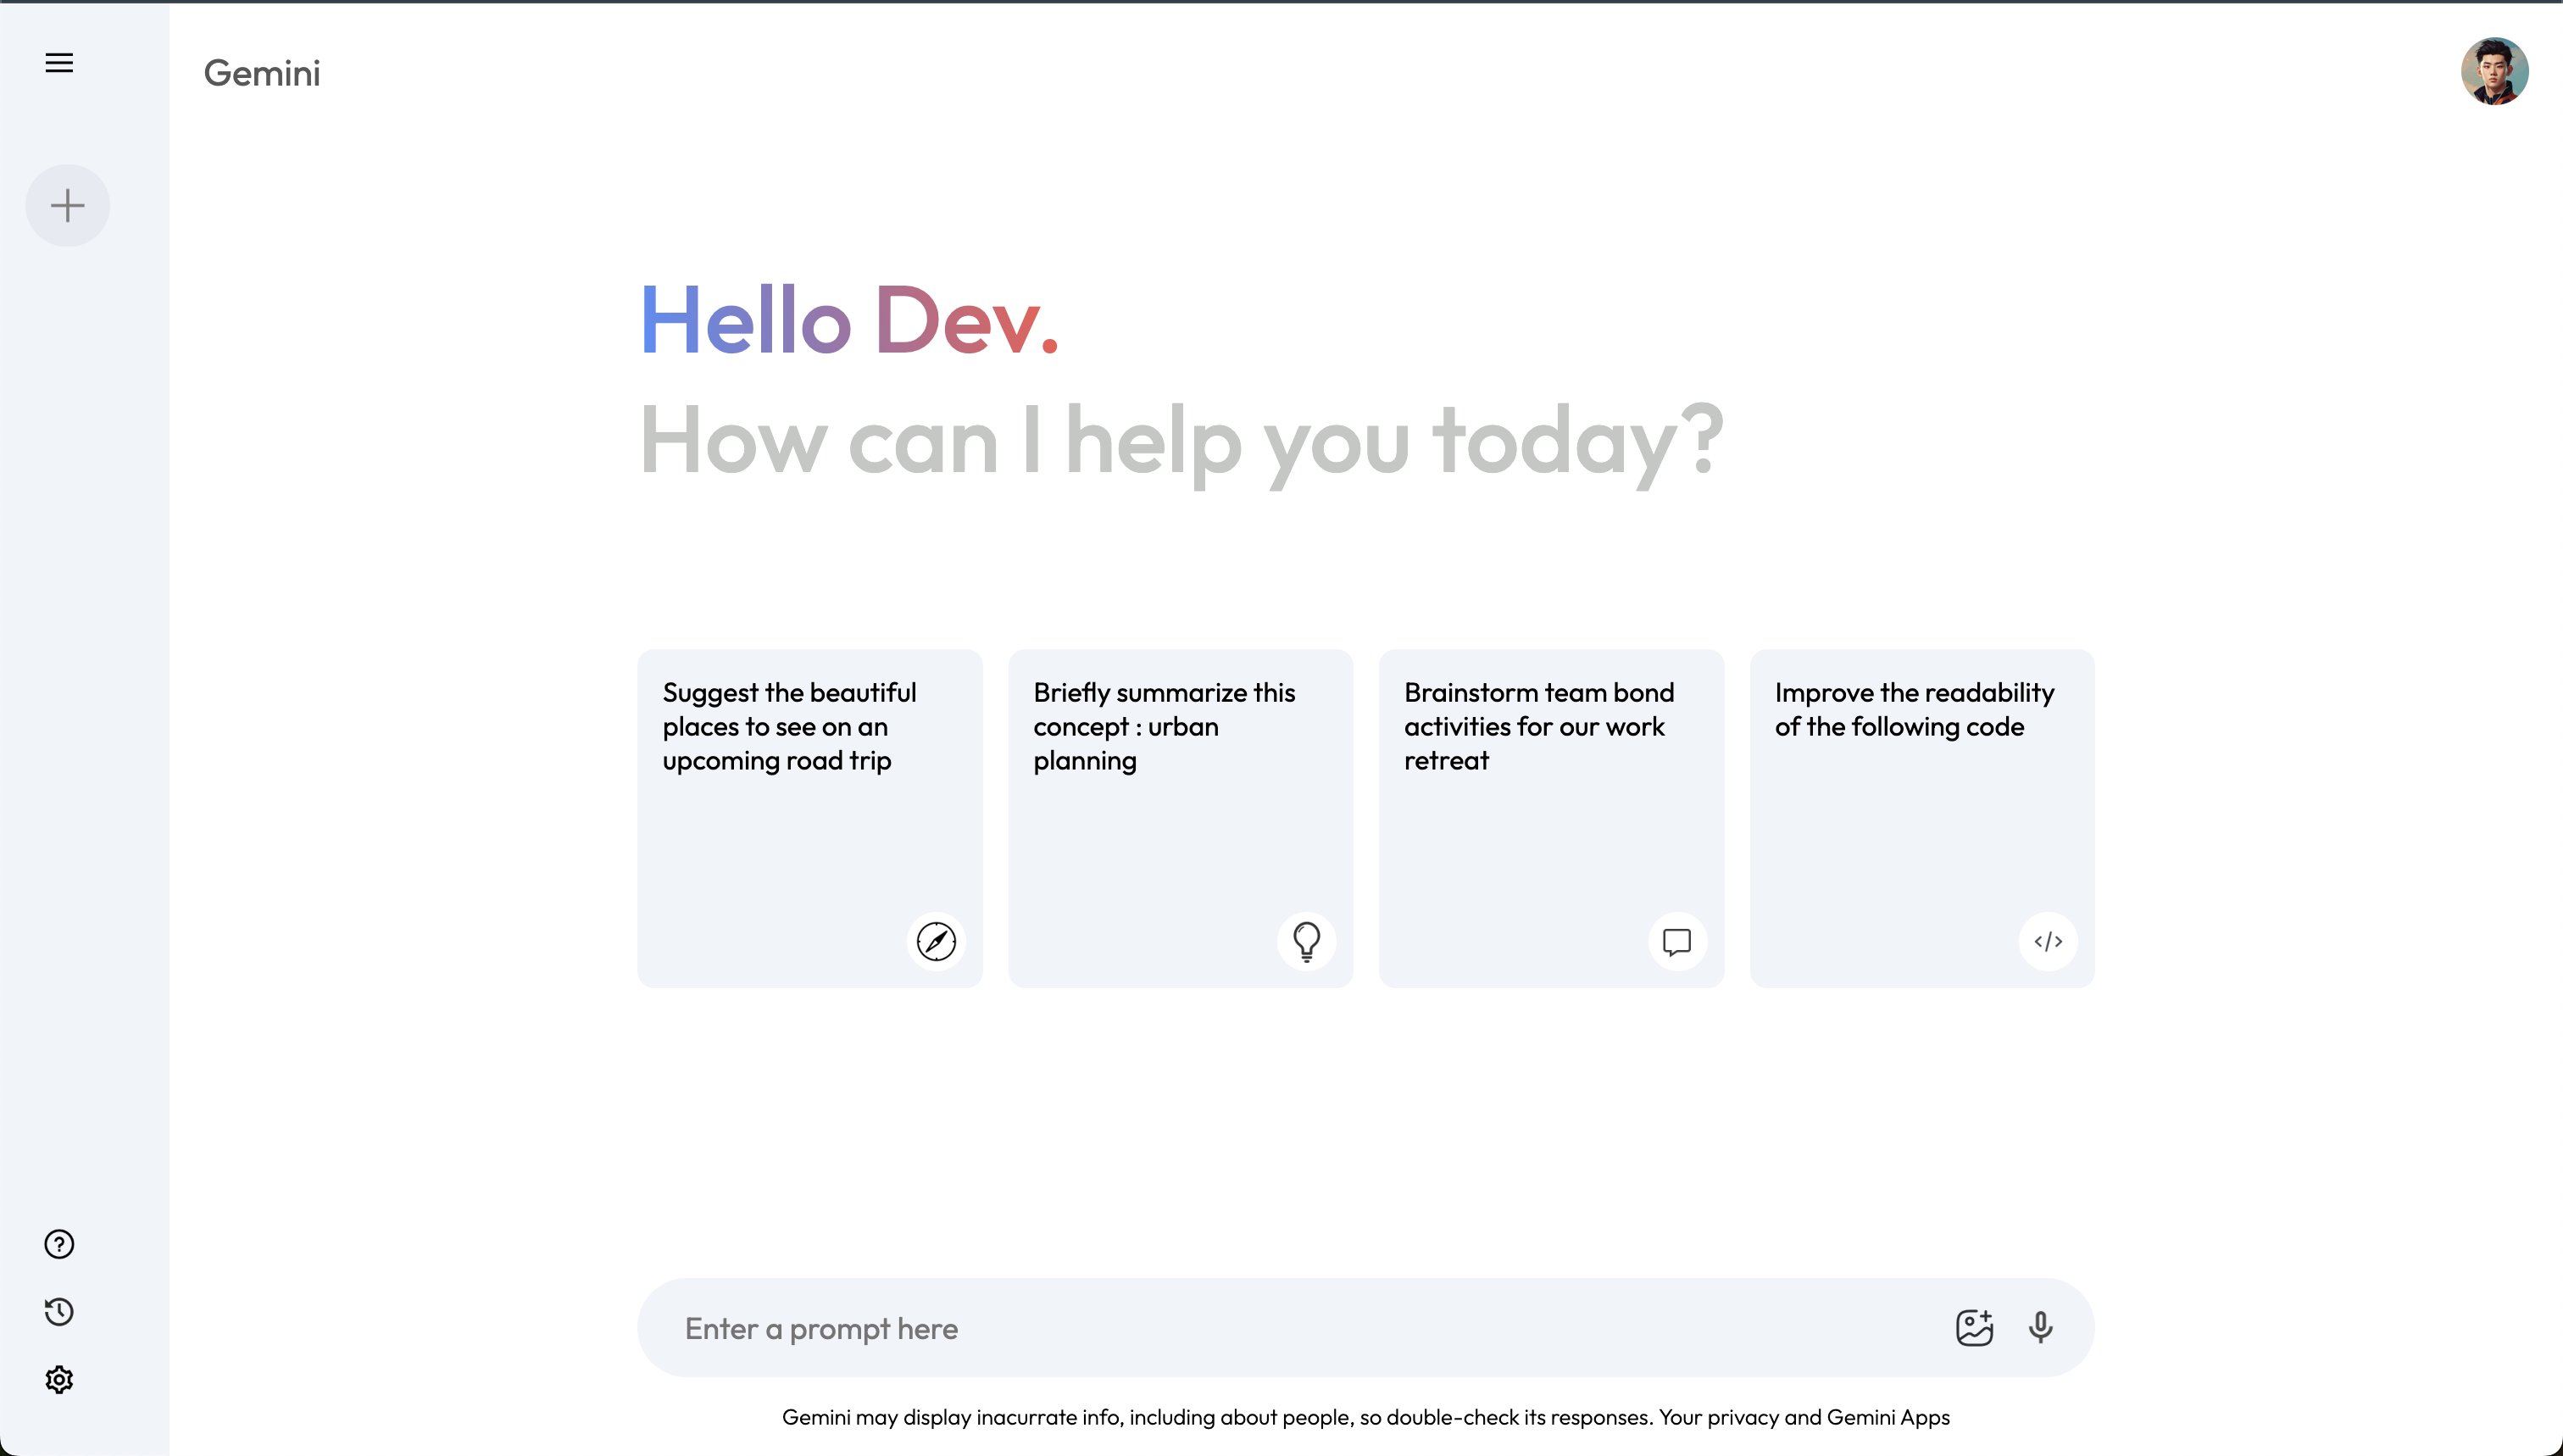 Gemini
Hello Dev.
How can I help you today?
Suggest the beautiful
places to see on an
upcoming road trip
Briefly summarize this
concept : urban
planning
Brainstorm team bond
activities for our work
retreat
Improve the readability
of the following code
Enter a prompt here
Gemini may display inacurrate info, including about people, so double-check its responses. Your privacy and Gemini Apps